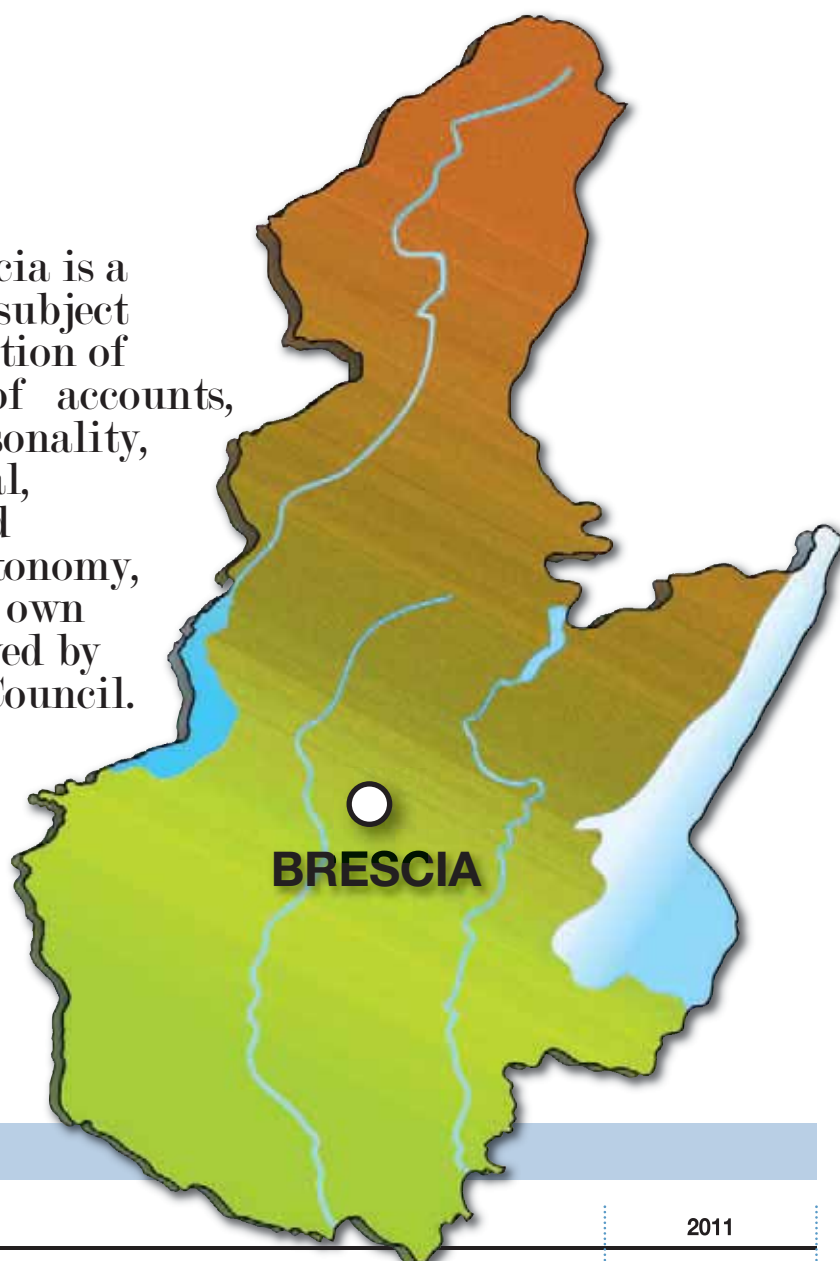 cia is a
subject
tion of
of accounts,
sonality,
al,
d
tonomy,
own
ed by
Council.
BRESCIA
2011